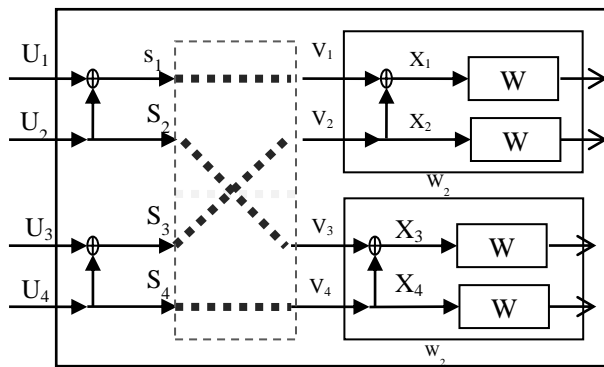 U1 s1 V1 X1 W
U2 S2 V2 X2 W
W2
U3 S3 V3 X3 W
U4 S4 V4 X4 W
W2